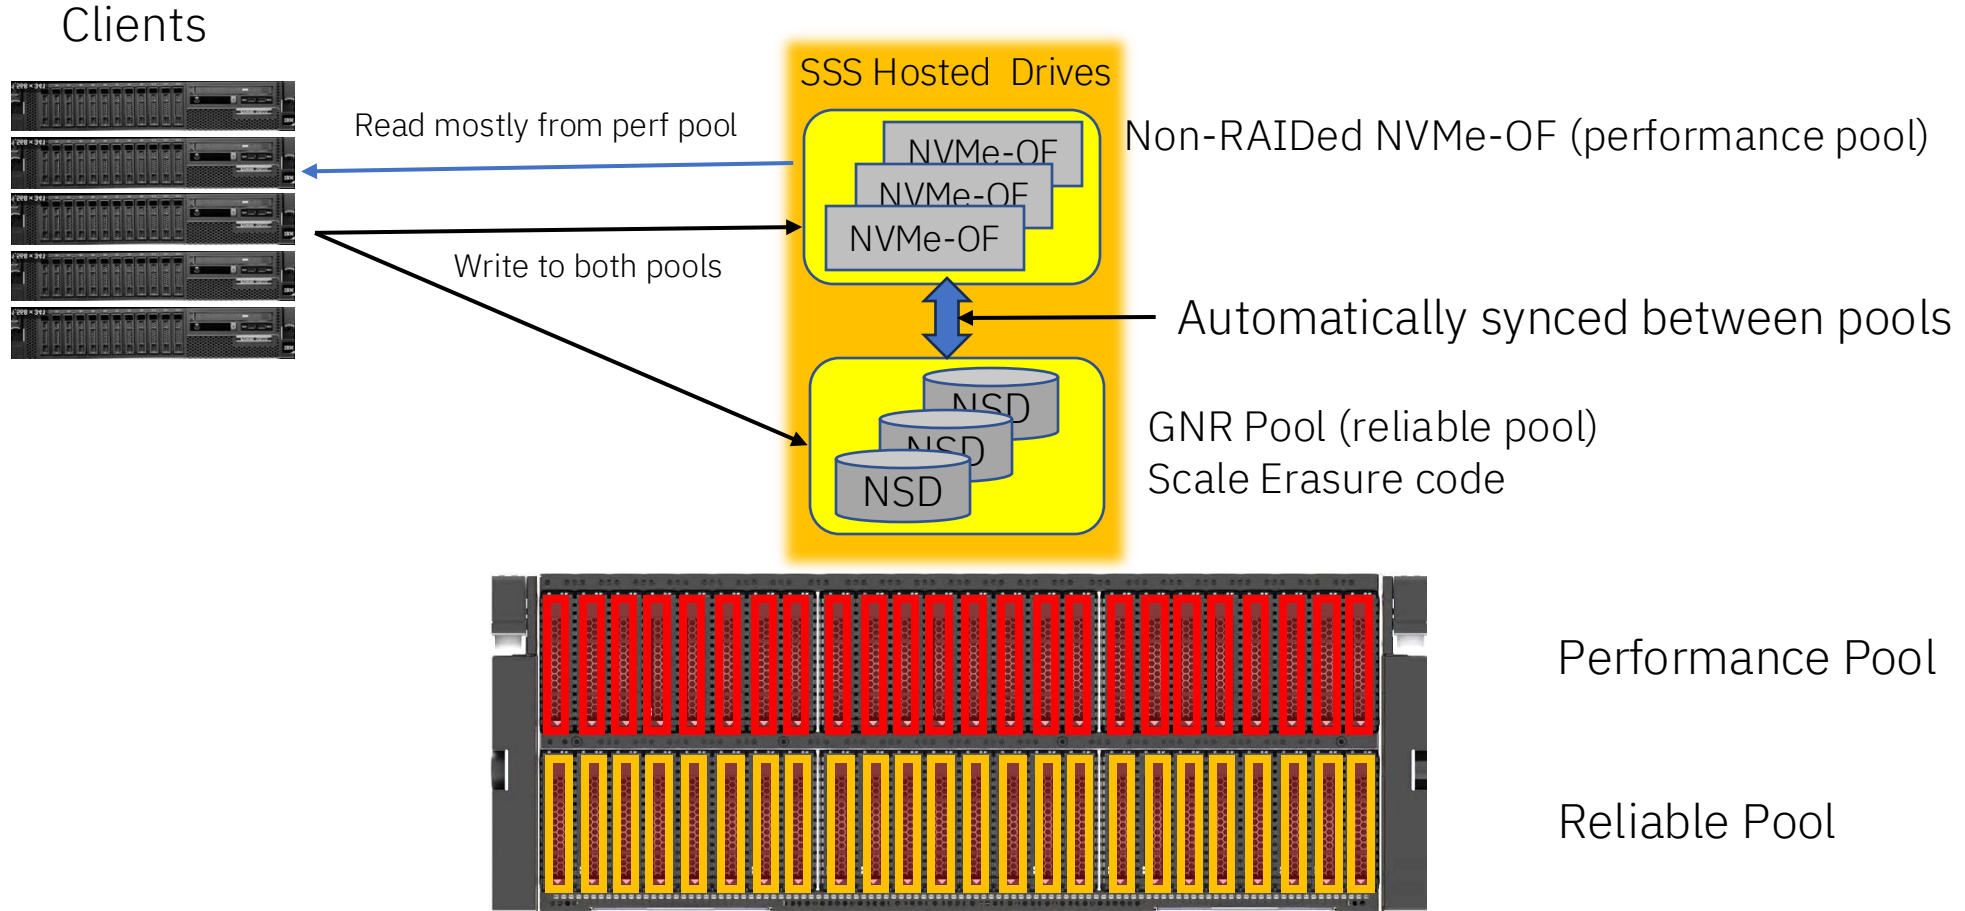 Clients
SSS Hosted Drives
Read mostly from perf pool
NVMe-OF
NVMe-OF
NVMe-OF
Non-RAIDed NVMe-OF (performance pool)
Write to both pools
Automatically synced between pools
NSD
NSD
NSD
GNR Pool (reliable pool)
Scale Erasure code
Performance Pool
Reliable Pool